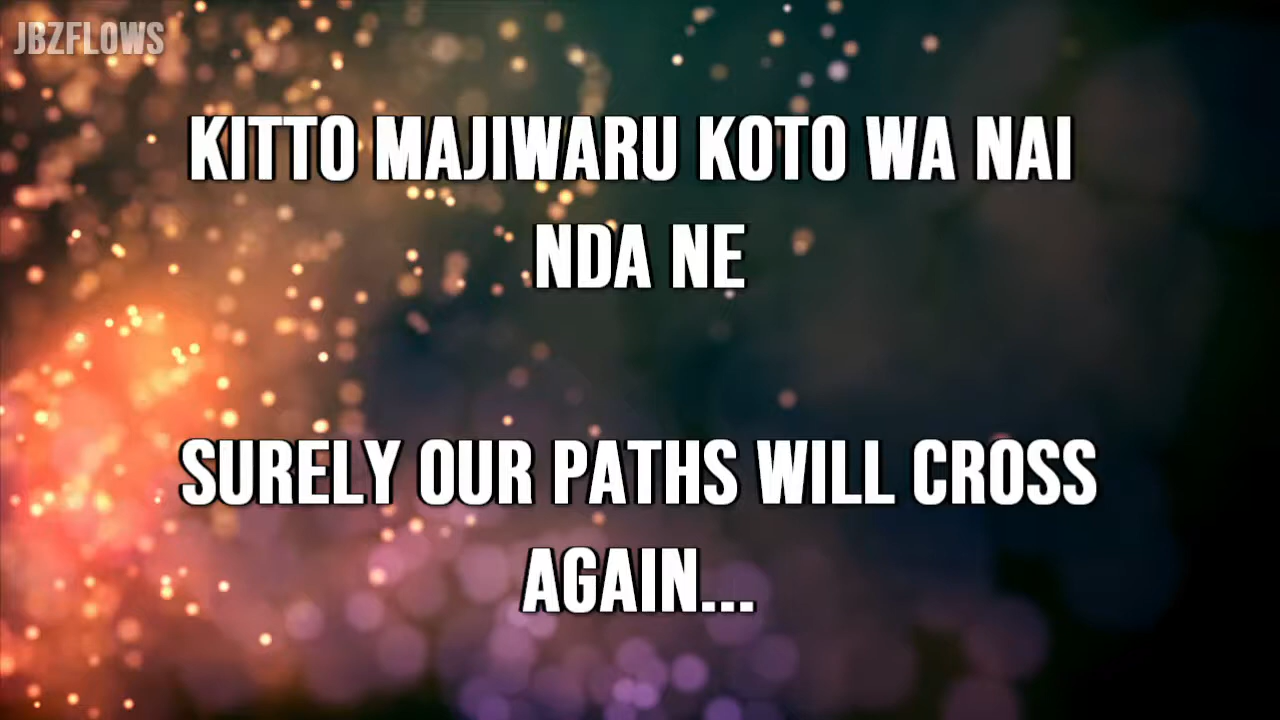 JBZFLOWS
KITTO MAJIWARU KOTO WA NAI
NDA NE
SURELY OUR PATHS WILL CROSS
AGAIN...